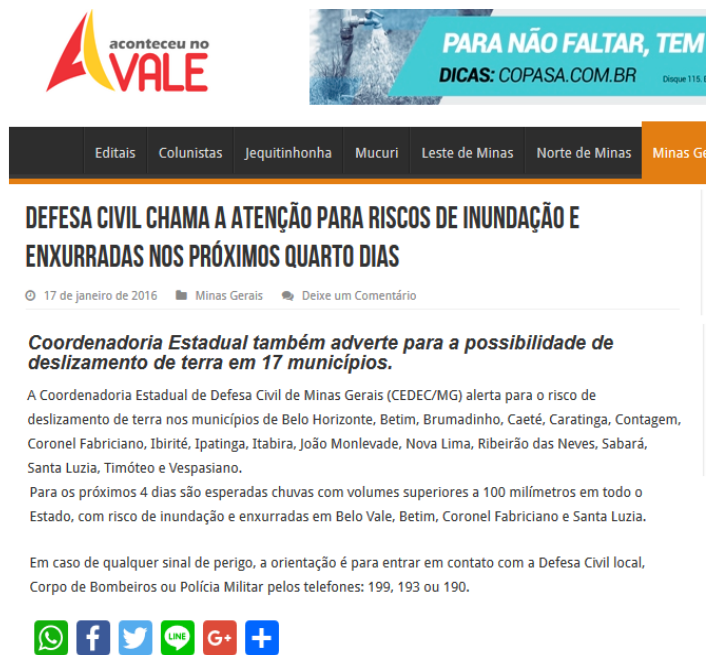 aconteceu no
VALE
PARA NÃO FALTAR, TEM
DICAS: COPASA.COM.BR
Disque 115.
Editais Colunistas Jequitinhonha Mucuri Leste de Minas Norte de Minas Minas Ge
DEFESA CIVIL CHAMA A ATENÇÃO PARA RISCOS DE INUNDAÇÃO E
ENXURRADAS NOS PRÓXIMOS QUARTO DIAS
17 de janeiro de 2016 Minas Gerais Deixe um Comentário
Coordenadoria Estadual também adverte para a possibilidade de
deslizamento de terra em 17 municípios.
A Coordenadoria Estadual de Defesa Civil de Minas Gerais (CEDEC/MG) alerta para o risco de
deslizamento de terra nos municípios de Belo Horizonte, Betim, Brumadinho, Caeté, Caratinga, Contagem,
Coronel Fabriciano, Ibirité, Ipatinga, Itabira, João Monlevade, Nova Lima, Ribeirão das Neves, Sabará,
Santa Luzia, Timóteo e Vespasiano.
Para os próximos 4 dias são esperadas chuvas com volumes superiores a 100 milímetros em todo o
Estado, com risco de inundação e enxurradas em Belo Vale, Betim, Coronel Fabriciano e Santa Luzia.
Em caso de qualquer sinal de perigo, a orientação é para entrar em contato com a Defesa Civil local,
Corpo de Bombeiros ou Polícia Militar pelos telefones: 199, 193 ou 190.
LINE G+